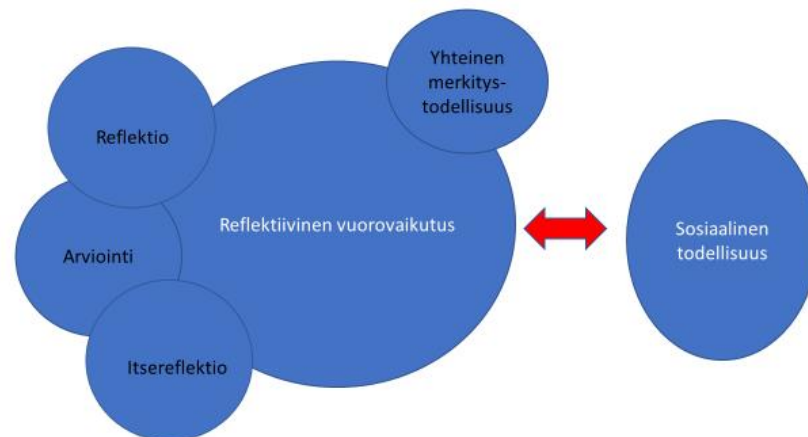 Yhteinen
merkitys-
todellisuus
Reflektio
Reflektiivinen vuorovaikutus
Sosiaalinen
todellisuus
Arviointi
Itsereflektio